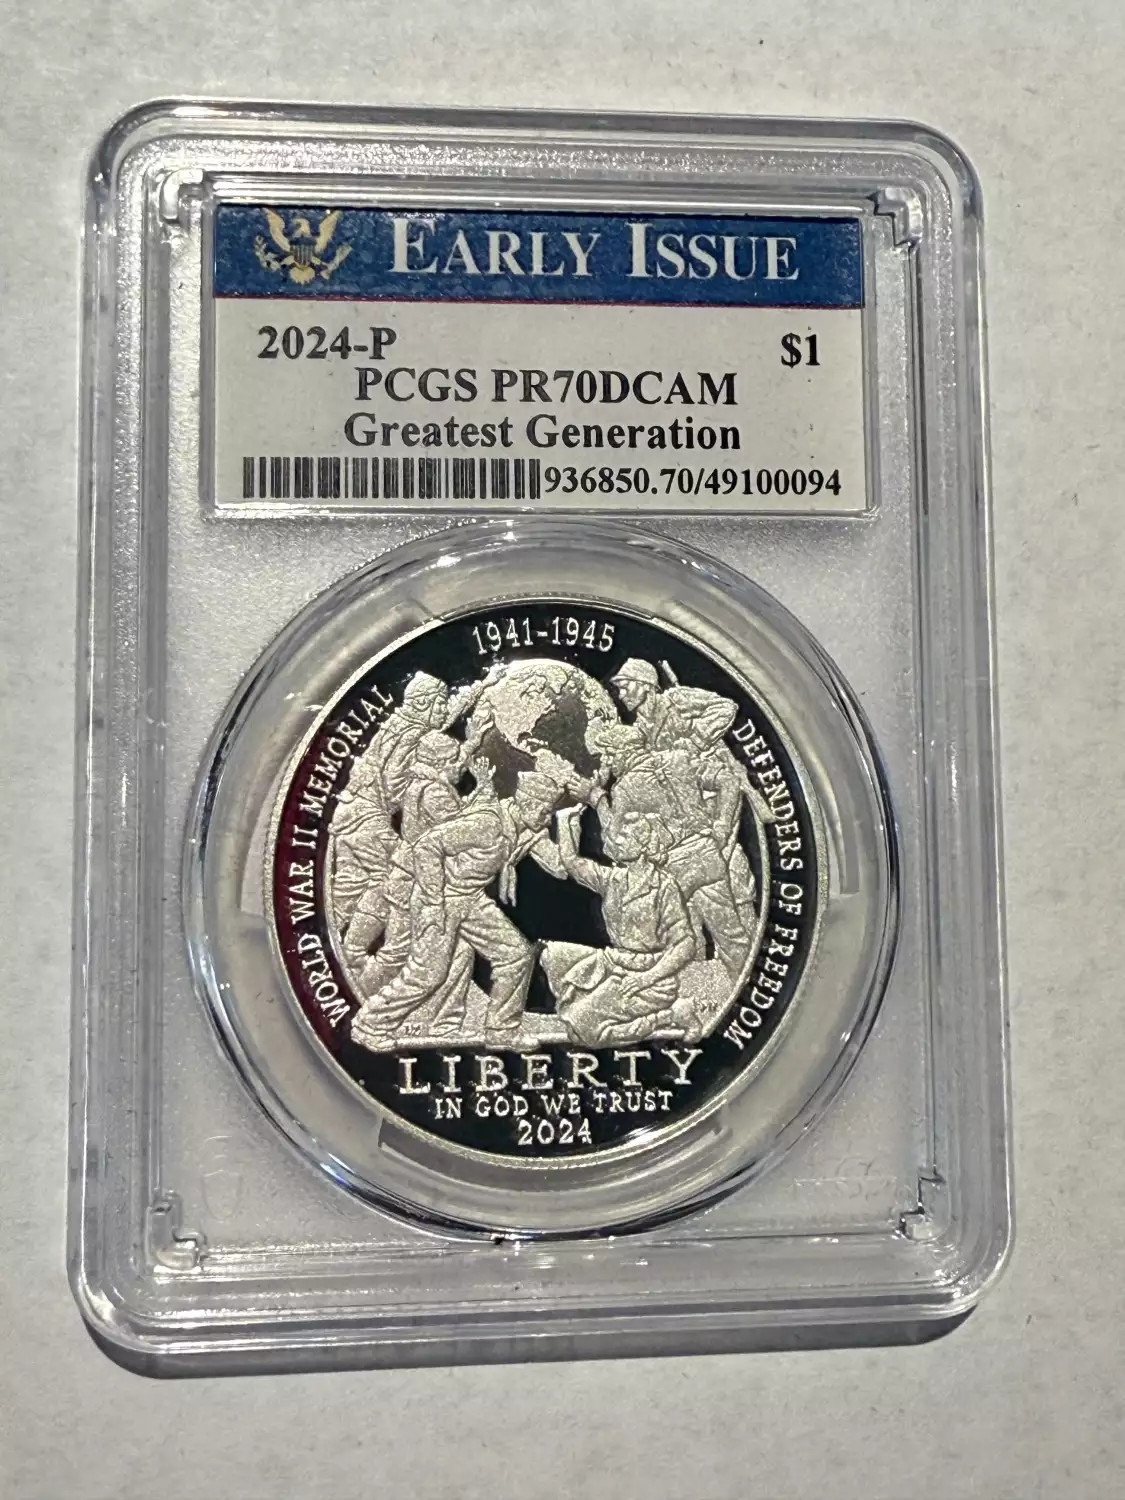 EARLY ISSUE
2024-P $1
PCGS PR70DCAM
Greatest Generation
936850.70/49100094
1941-1945
WORLD WAR II MEMORIAL
DEFENDERS OF FREEDOM
LIBERTY
IN GOD WE TRUST
2024